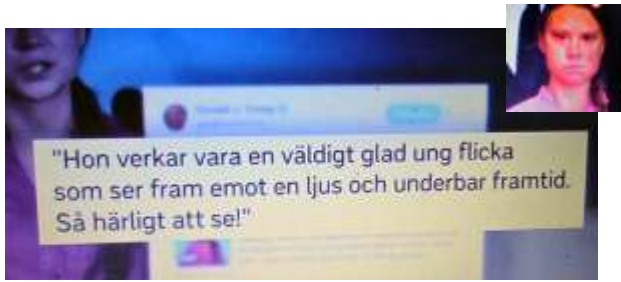 "Hon verkar vara en väldigt glad ung flicka
som ser fram emot en ljus och underbar framtid.
Så härligt att se!"